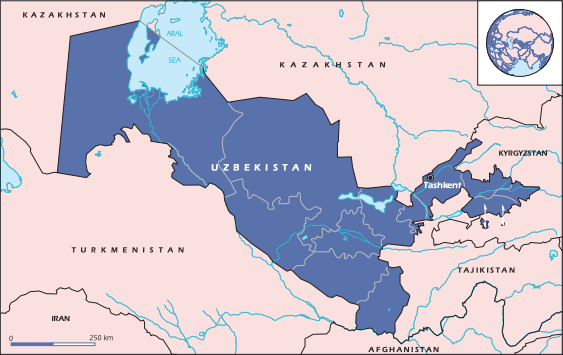 KAZAKHSTAN
ARAL
SEA
KAZAKHSTAN
KYRGYZSTAN
UZBEKISTAN
Tashkent
TURKMENISTAN
TAJIKISTAN
IRAN
0 250 km
AFGHANISTAN